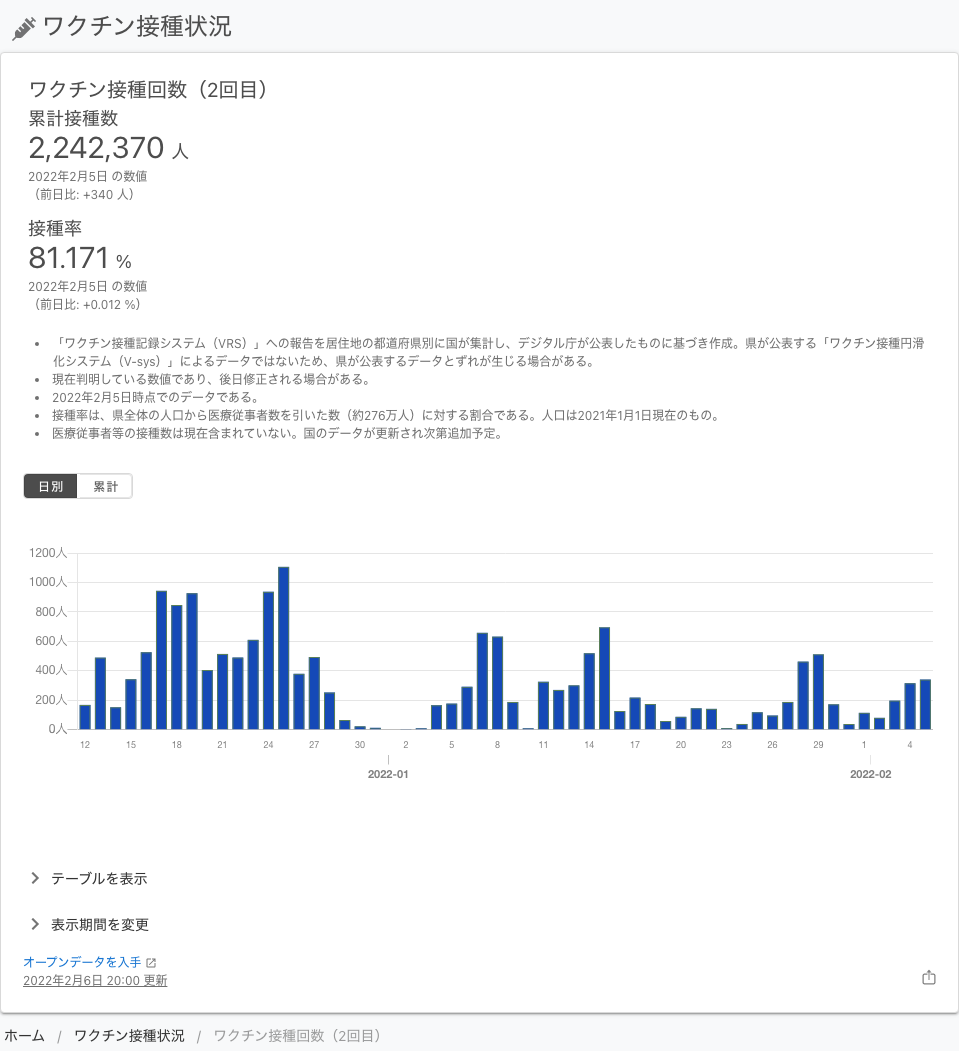 ワクチン接種状況
ワクチン接種回数（2回目）
累計接種数
2,242,370 人
2022年2月5日 の数値
（前日比: +340 人）
接種率
81.171 %
2022年2月5日 の数値
（前日比: +0.012 %）
「ワクチン接種記録システム（VRS）」への報告を居住地の都道府県別に国が集計し、デジタル庁が公表したものに基づき作成。県が公表する「ワクチン接種円滑
化システム（V-sys）」によるデータではないため、県が公表するデータとずれが生じる場合がある。
現在判明している数値であり、後日修正される場合がある。
2022年2月5日時点でのデータである。
接種率は、県全体の人口から医療従事者数を引いた数（約276万人）に対する割合である。人口は2021年1月1日現在のもの。
医療従事者等の接種数は現在含まれていない。国のデータが更新され次第追加予定。
日別 累計
1200人
1000人
800人
600人
400人
200人
0人
12 15 18 21 24 27 30 2 5 8 11 14 17 20 23 26 29 1 4
2022-01 2022-02
テーブルを表示
表示期間を変更
オープンデータを入手
2022年2月6日 20:00 更新
ホーム / ワクチン接種状況 / ワクチン接種回数（2回目）